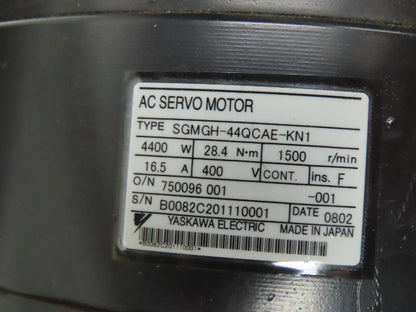 AC SERVO MOTOR
TYPE SGMGH-44QCAE-KN1
4400 W 28.4 N·m 1500 r/min
16.5 A 400 V CONT. ins. F
O/N 750096 001 -001
S/N B0082C201110001 DATE 0802
YASKAWA ELECTRIC MADE IN JAPAN
*B0082C201110001*